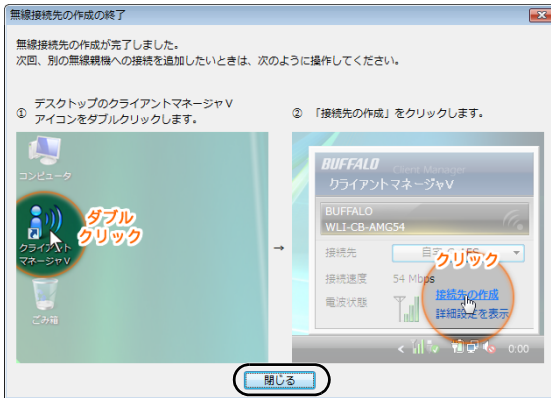 無線接続先の作成の終了
無線接続先の作成が完了しました。
次回、別の無線親機への接続を追加したいときは、次のように操作してください。
① デスクトップのクライアントマネージャV
アイコンをダブルクリックします。
コンピュータ
クライアント
マネージャV
ダブル
クリック
ごみ箱
→
② 「接続先の作成」をクリックします。
BUFFALO
Client Manager
クライアントマネージャV
BUFFALO
WLI-CB-AMG54
接続先
接続速度 54 Mbps
クリック
電波状態
接続先の作成
詳細設定を表示
0:00
閉じる